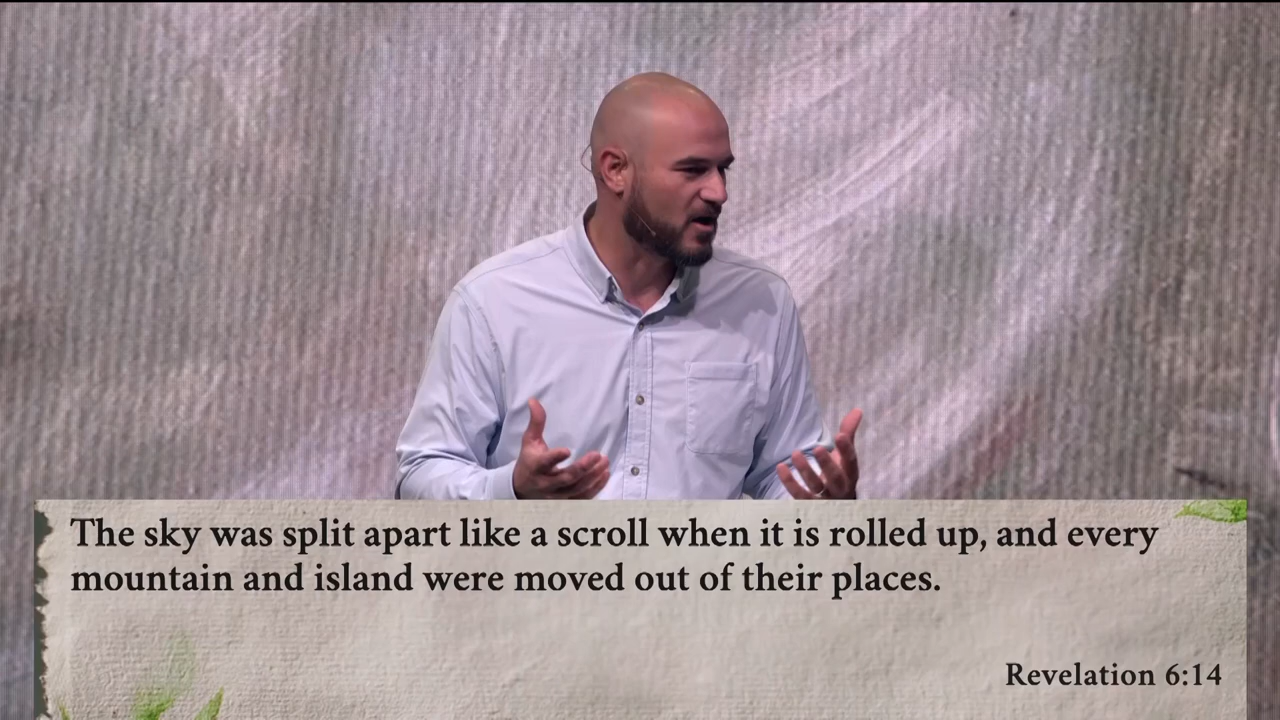 The sky was split apart like a scroll when it is rolled up, and every
mountain and island were moved out of their places.
Revelation 6:14